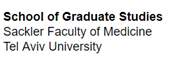 School of Graduate Studies
Sackler Faculty of Medicine
Tel Aviv University